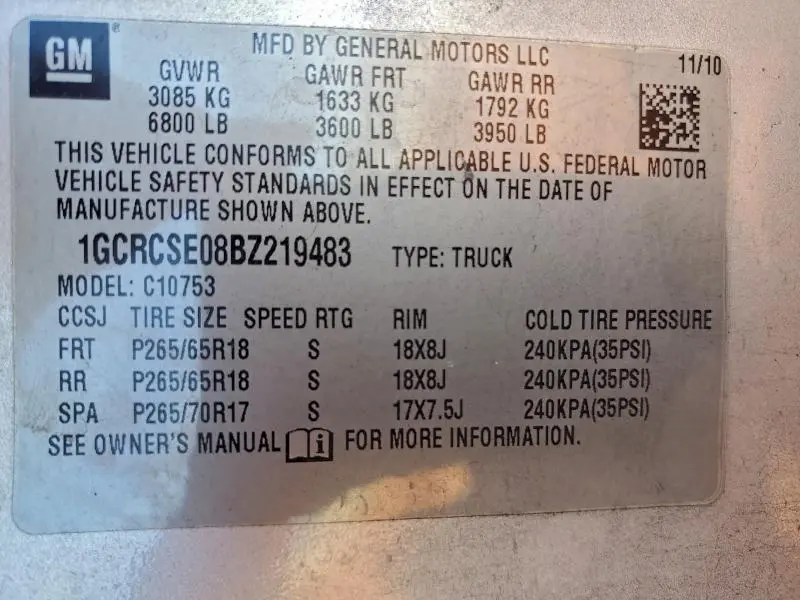 GM®
MFD BY GENERAL MOTORS LLC 11/10
GVWR GAWR FRT GAWR RR
3085 KG 1633 KG 1792 KG
6800 LB 3600 LB 3950 LB
THIS VEHICLE CONFORMS TO ALL APPLICABLE U.S. FEDERAL MOTOR
VEHICLE SAFETY STANDARDS IN EFFECT ON THE DATE OF
MANUFACTURE SHOWN ABOVE.
1GCRCSE08BZ219483 TYPE: TRUCK
MODEL: C10753
CCSJ TIRE SIZE SPEED RTG RIM COLD TIRE PRESSURE
FRT P265/65R18 S 18X8J 240KPA(35PSI)
RR P265/65R18 S 18X8J 240KPA(35PSI)
SPA P265/70R17 S 17X7.5J 240KPA(35PSI)
SEE OWNER'S MANUAL i FOR MORE INFORMATION.